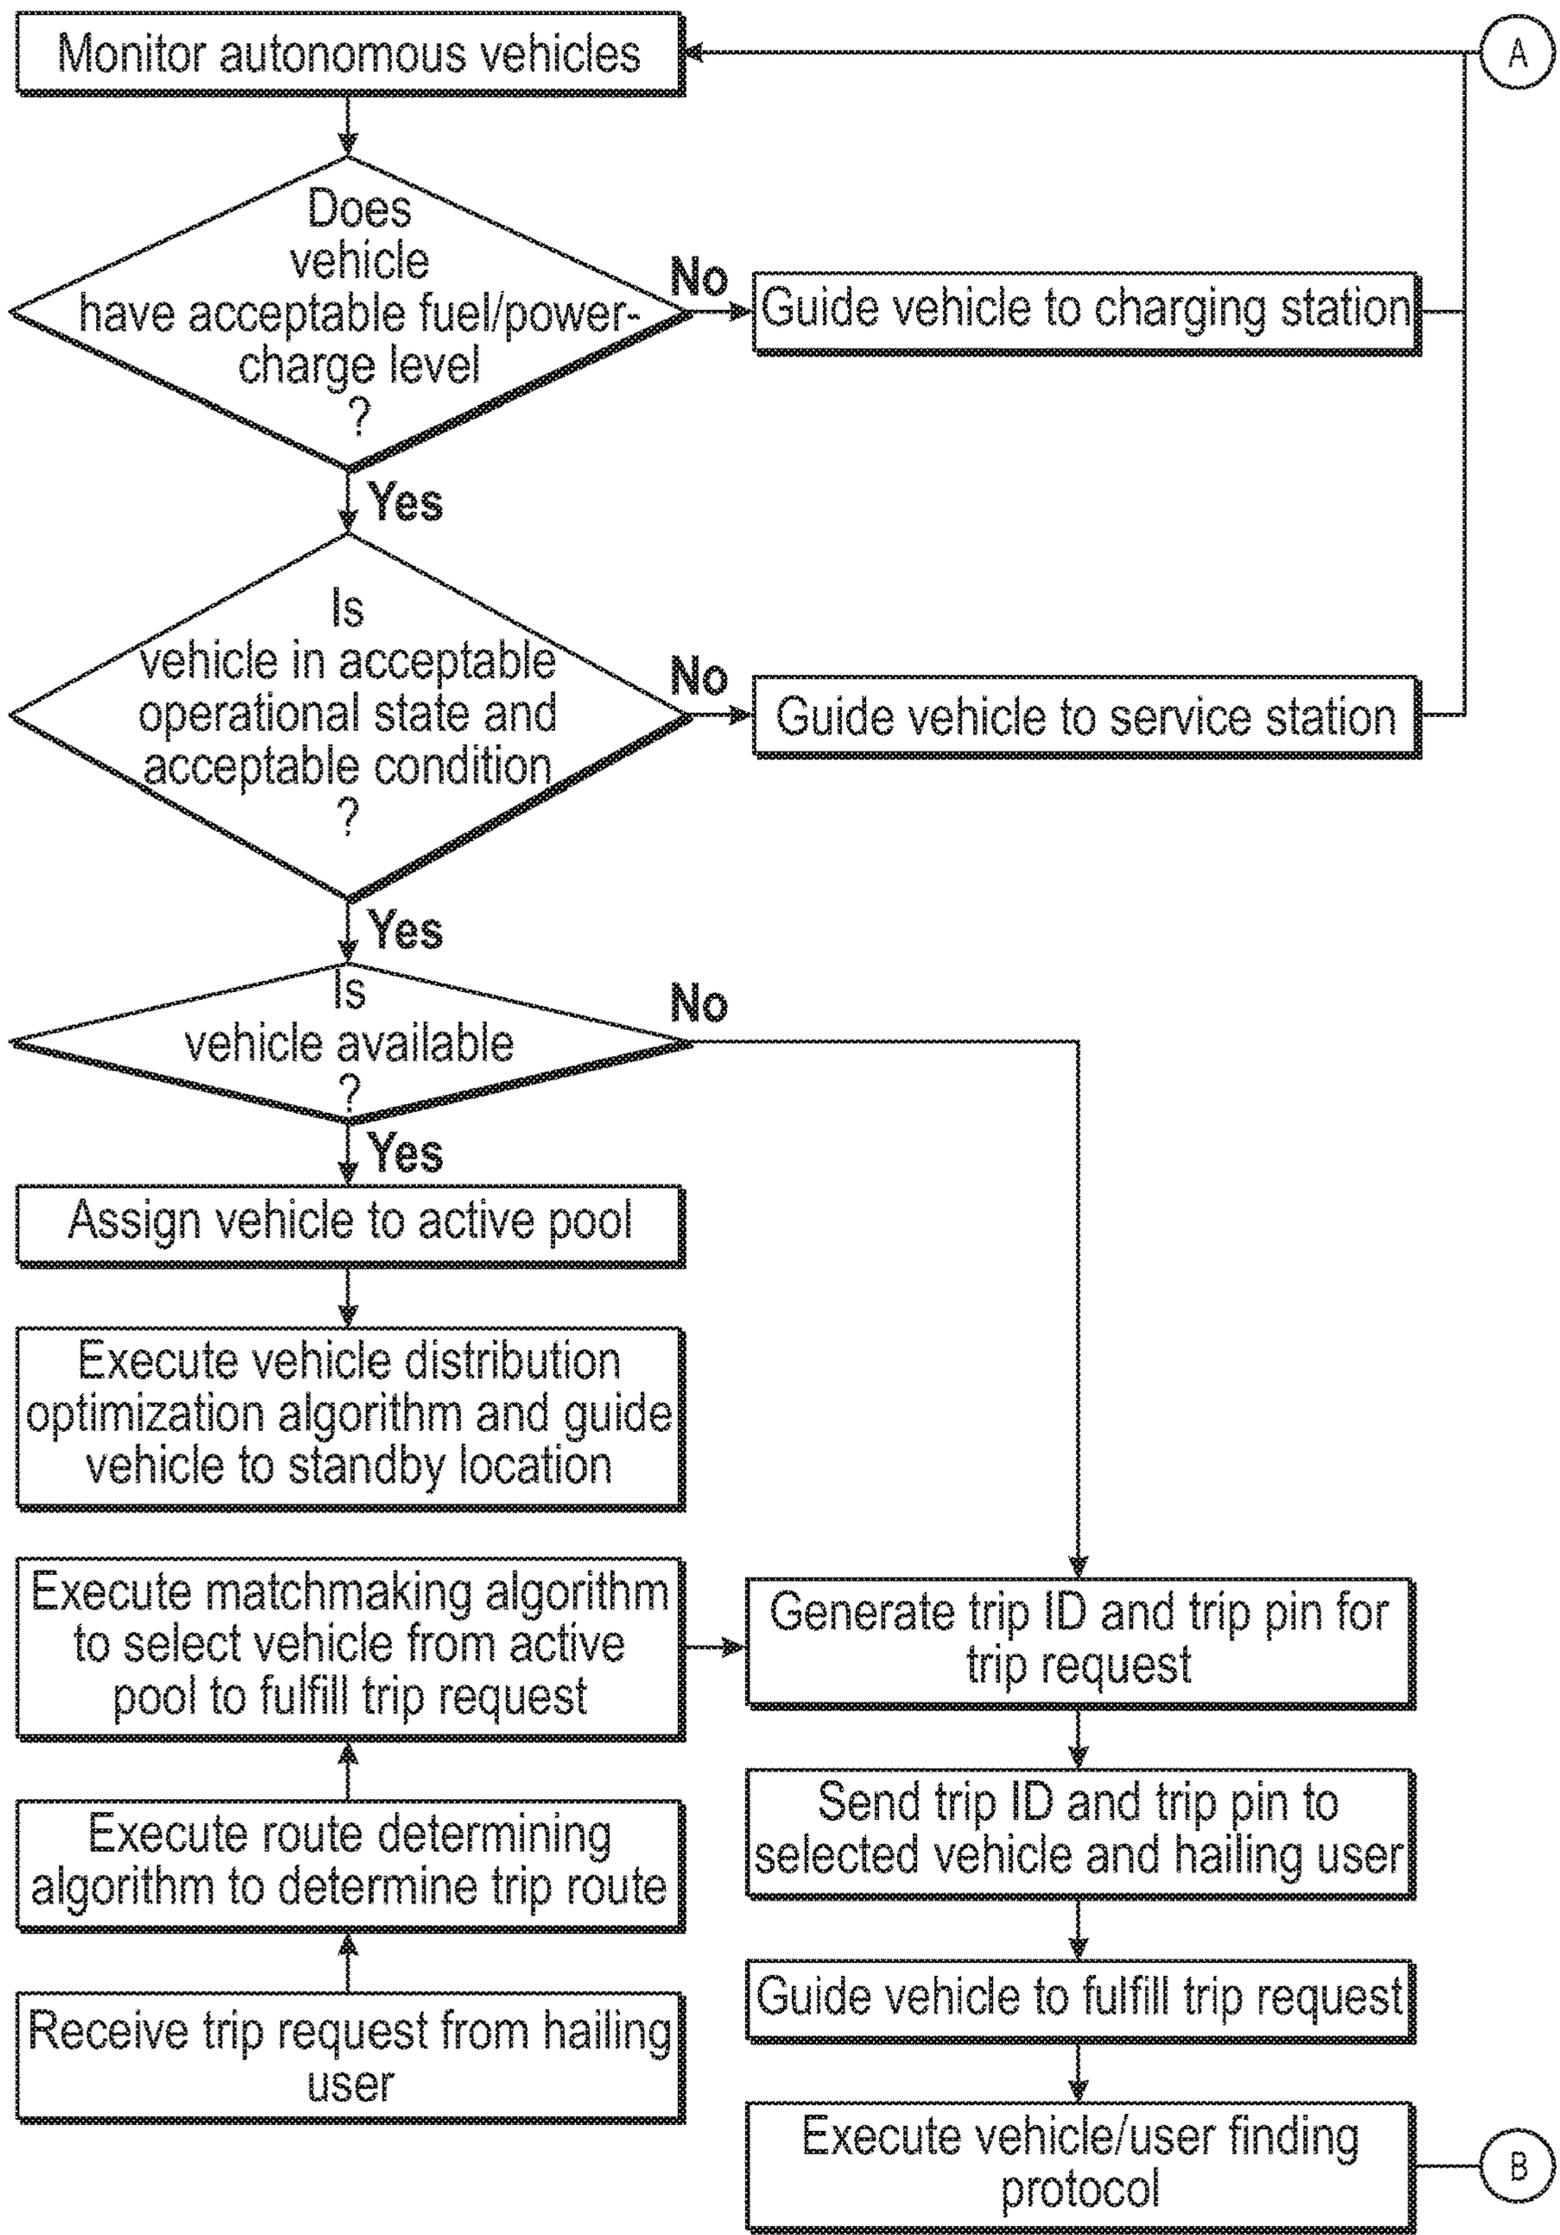 Monitor autonomous vehicles
A
Does
vehicle
have acceptable fuel/power-
charge level
?
No
Guide vehicle to charging station
Yes
Is
vehicle in acceptable
operational state and
acceptable condition
?
No
Guide vehicle to service station
Yes
Is
vehicle available
?
No
Yes
Assign vehicle to active pool
Execute vehicle distribution
optimization algorithm and guide
vehicle to standby location
Execute matchmaking algorithm
to select vehicle from active
pool to fulfill trip request
Generate trip ID and trip pin for
trip request
Execute route determining
algorithm to determine trip route
Send trip ID and trip pin to
selected vehicle and hailing user
Receive trip request from hailing
user
Guide vehicle to fulfill trip request
Execute vehicle/user finding
protocol
B